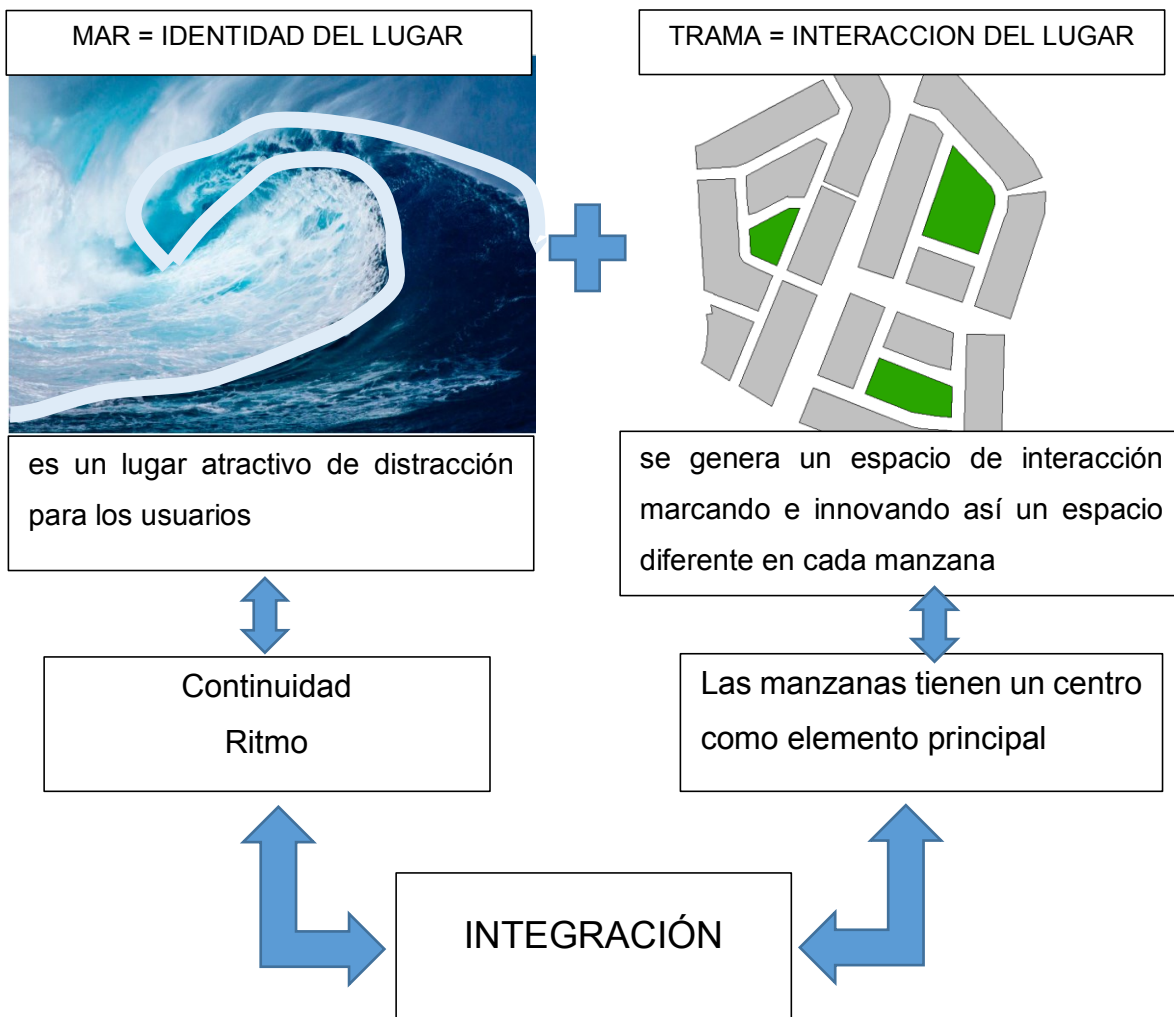 MAR = IDENTIDAD DEL LUGAR
TRAMA = INTERACCION DEL LUGAR
es un lugar atractivo de distracción
para los usuarios
se genera un espacio de interacción
marcando e innovando así un espacio
diferente en cada manzana
Continuidad
Ritmo
Las manzanas tienen un centro
como elemento principal
INTEGRACIÓN